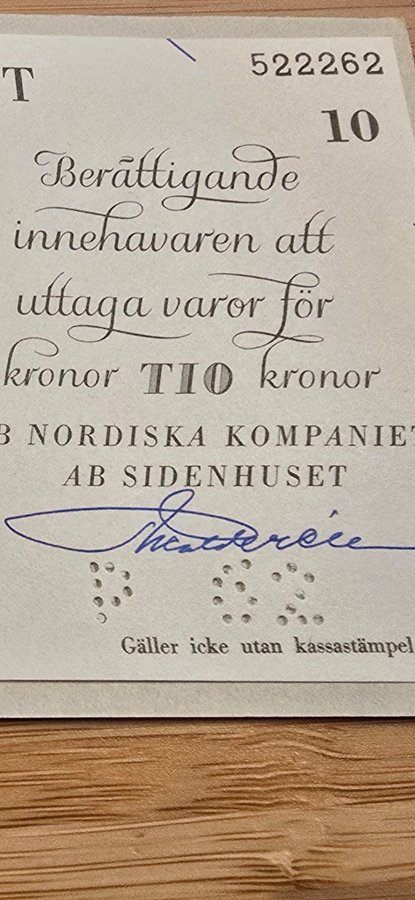 T 522262
10
Berättigande
innehavaren att
uttaga varor för
kronor TIO kronor
B NORDISKA KOMPANIET
AB SIDENHUSET
Gäller icke utan kassastämpel